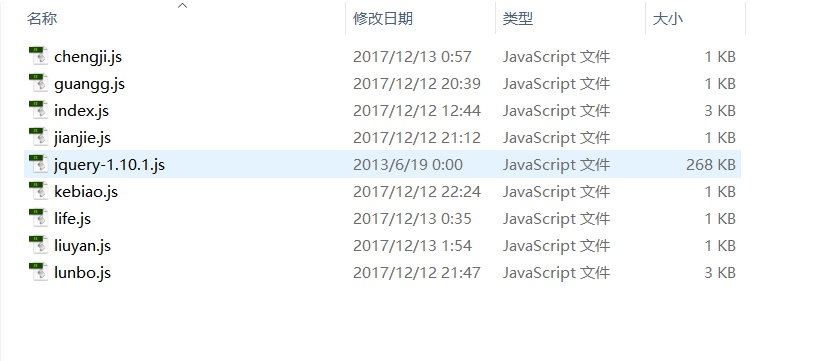 名称 修改日期 类型 大小
chengji.js 2017/12/13 0:57 JavaScript 文件 1 KB
guangg.js 2017/12/12 20:39 JavaScript 文件 1 KB
index.js 2017/12/12 12:44 JavaScript 文件 3 KB
jianjie.js 2017/12/12 21:12 JavaScript 文件 1 KB
jquery-1.10.1.js 2013/6/19 0:00 JavaScript 文件 268 KB
kebiao.js 2017/12/12 22:24 JavaScript 文件 1 KB
life.js 2017/12/13 0:35 JavaScript 文件 1 KB
liuyan.js 2017/12/13 1:54 JavaScript 文件 1 KB
lunbo.js 2017/12/12 21:47 JavaScript 文件 3 KB